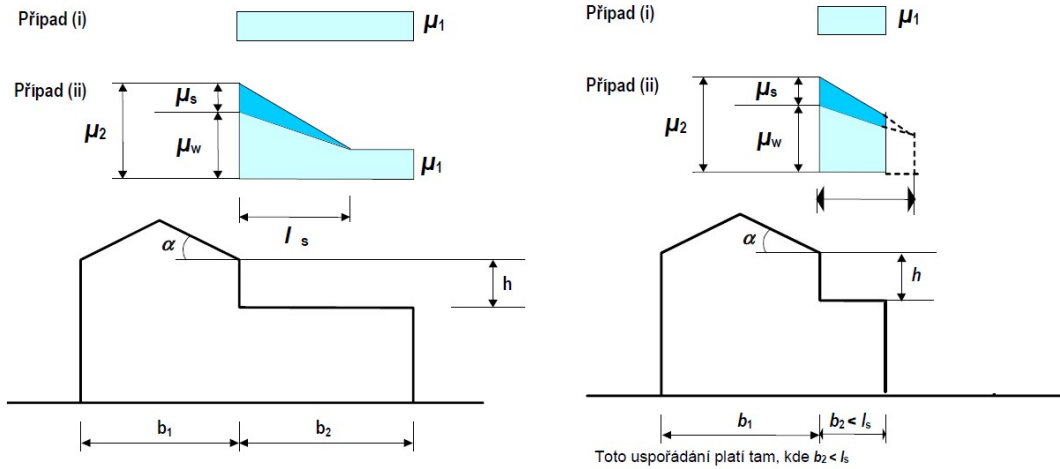 Případ (i)
μ1
Případ (ii)
μs
μ2
μw
μ1
l s
α
h
b1
b2
Případ (i)
μ1
Případ (ii)
μs
μ2
μw
α
h
b1
b2 < ls
Toto uspořádání platí tam, kde b2 < ls